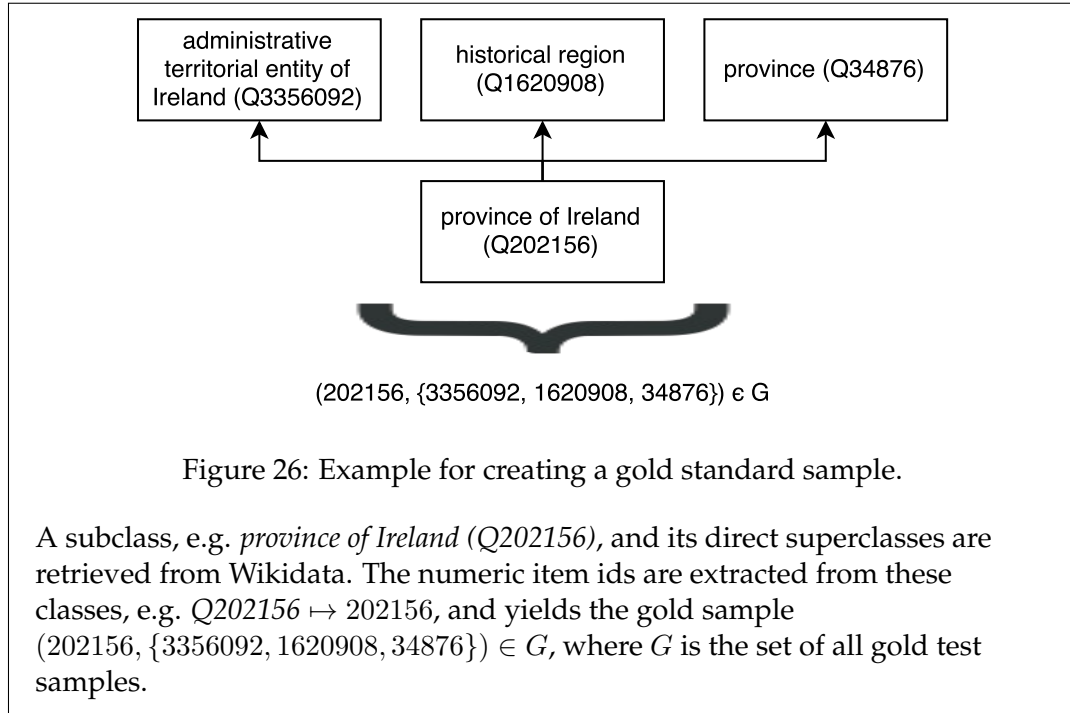 administrative
territorial entity of
Ireland (Q3356092)
historical region
(Q1620908)
province (Q34876)
province of Ireland
(Q202156)
(202156, {3356092, 1620908, 34876}) ϵ G
Figure 26: Example for creating a gold standard sample.
A subclass, e.g. province of Ireland (Q202156), and its direct superclasses are
retrieved from Wikidata. The numeric item ids are extracted from these
classes, e.g. Q202156 ↦ 202156, and yields the gold sample
(202156, {3356092, 1620908, 34876}) ∈ G, where G is the set of all gold test
samples.